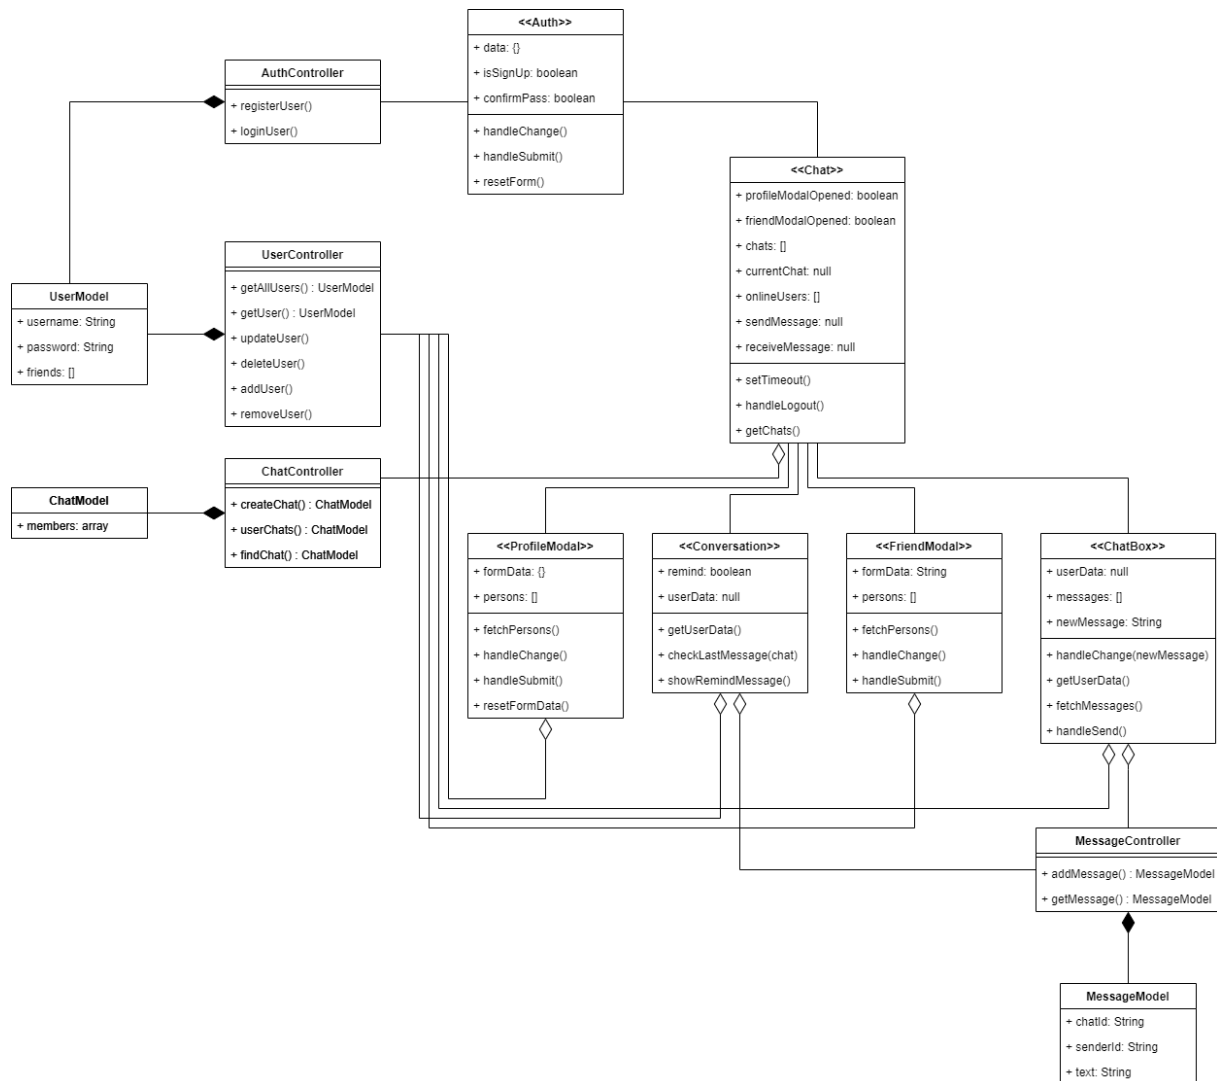 <<Auth>>
+ data: {}
+ isSignUp: boolean
+ confirmPass: boolean
+ handleChange()
+ handleSubmit()
+ resetForm()
AuthController
+ registerUser()
+ loginUser()
<<Chat>>
+ profileModalOpened: boolean
+ friendModalOpened: boolean
+ chats: []
+ currentChat: null
+ onlineUsers: []
+ sendMessage: null
+ receiveMessage: null
+ setTimeout()
+ handleLogout()
+ getChats()
UserController
+ getAllUsers() : UserModel
+ getUser() : UserModel
+ updateUser()
+ deleteUser()
+ addUser()
+ removeUser()
UserModel
+ username: String
+ password: String
+ friends: []
ChatController
+ createChat() : ChatModel
+ userChats() : ChatModel
+ findChat() : ChatModel
ChatModel
+ members: array
<<ProfileModal>>
+ formData: {}
+ persons: []
+ fetchPersons()
+ handleChange()
+ handleSubmit()
+ resetFormData()
<<Conversation>>
+ remind: boolean
+ userData: null
+ getUserData()
+ checkLastMessage(chat)
+ showRemindMessage()
<<FriendModal>>
+ formData: String
+ persons: []
+ fetchPersons()
+ handleChange()
+ handleSubmit()
<<ChatBox>>
+ userData: null
+ messages: []
+ newMessage: String
+ handleChange(newMessage)
+ getUserData()
+ fetchMessages()
+ handleSend()
MessageController
+ addMessage() : MessageModel
+ getMessage() : MessageModel
MessageModel
+ chatId: String
+ senderId: String
+ text: String